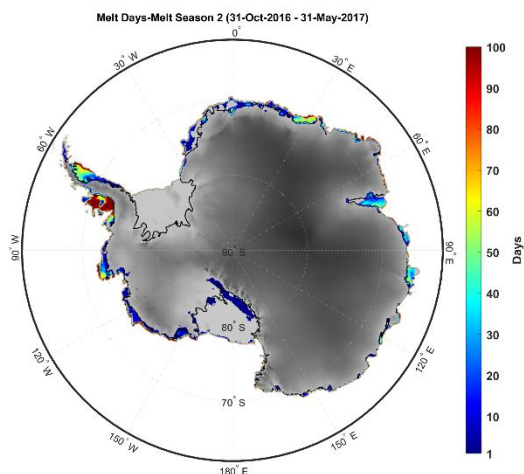 Melt Days-Melt Season 2 (31-Oct-2016 - 31-May-2017)
0°
30° W
30° E
60° W
60° E
90° W
90° S
90° E
80° S
70° S
120° W
120° E
150° W
150° E
180° E
100
90
80
70
60
50
40
30
20
10
1
Days